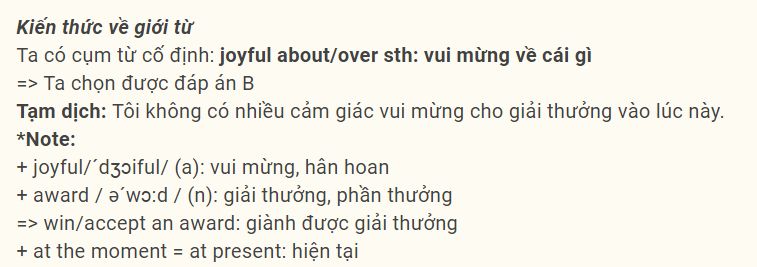 Kiến thức về giới từ
Ta có cụm từ cố định: joyful about/over sth: vui mừng về cái gì
=> Ta chọn được đáp án B
Tạm dịch: Tôi không có nhiều cảm giác vui mừng cho giải thưởng vào lúc này.
*Note:
+ joyful/´dʒɔiful/ (a): vui mừng, hân hoan
+ award / ə´wɔ:d / (n): giải thưởng, phần thưởng
=> win/accept an award: giành được giải thưởng
+ at the moment = at present: hiện tại